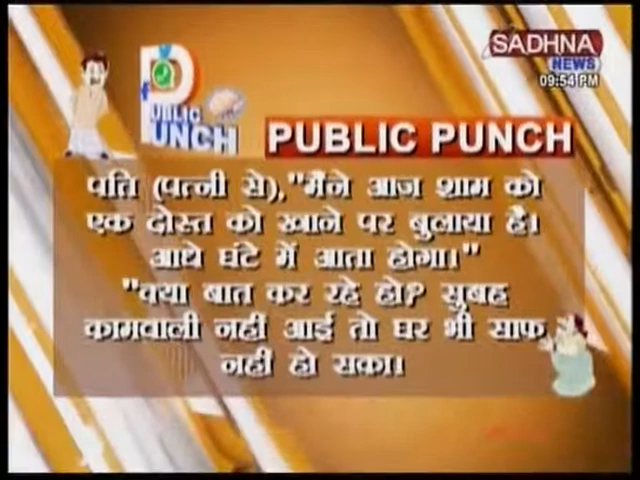 SADHNA
NEWS
09:54 PM
PUBLIC
PUNCH
PUBLIC PUNCH
पति (पत्नी से),"मैंने आज शाम को
एक दोस्त को खाने पर बुलाया है।
आधे घंटे में आता होगा।"
"क्या बात कर रहे हो? सुबह
कामवाली नहीं आई तो घर भी साफ
नहीं हो सका।